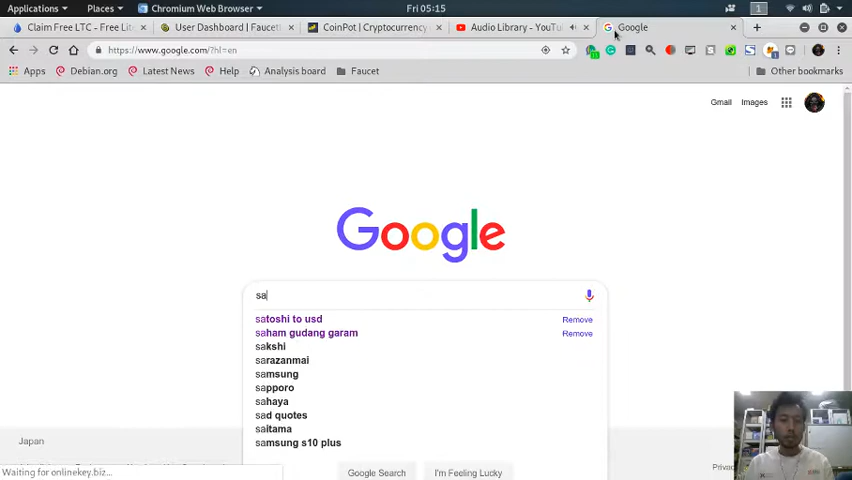 Applications Places Chromium Web Browser Fri 05:15 1
Claim Free LTC - Free Lit User Dashboard | Faucet CoinPot | Cryptocurrency Audio Library - YouTu Google
https://www.google.com/?hl=en
Apps Debian.org Latest News Help Analysis board Faucet Other bookmarks
Gmail Images
Google
sa
satoshi to usd Remove
saham gudang garam Remove
sakshi
sarazanmai
samsung
sapporo
sahaya
sad quotes
saitama
samsung s10 plus
Japan
Google Search I'm Feeling Lucky
Waiting for onlinekey.biz...
Privac